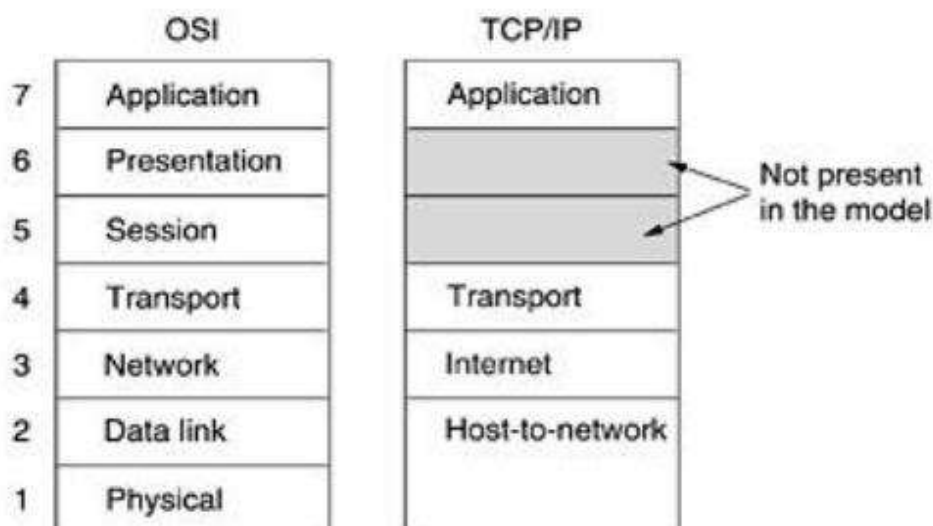 OSI TCP/IP
7 Application Application
6 Presentation
Not present
in the model
5 Session
4 Transport Transport
3 Network Internet
2 Data link Host-to-network
1 Physical